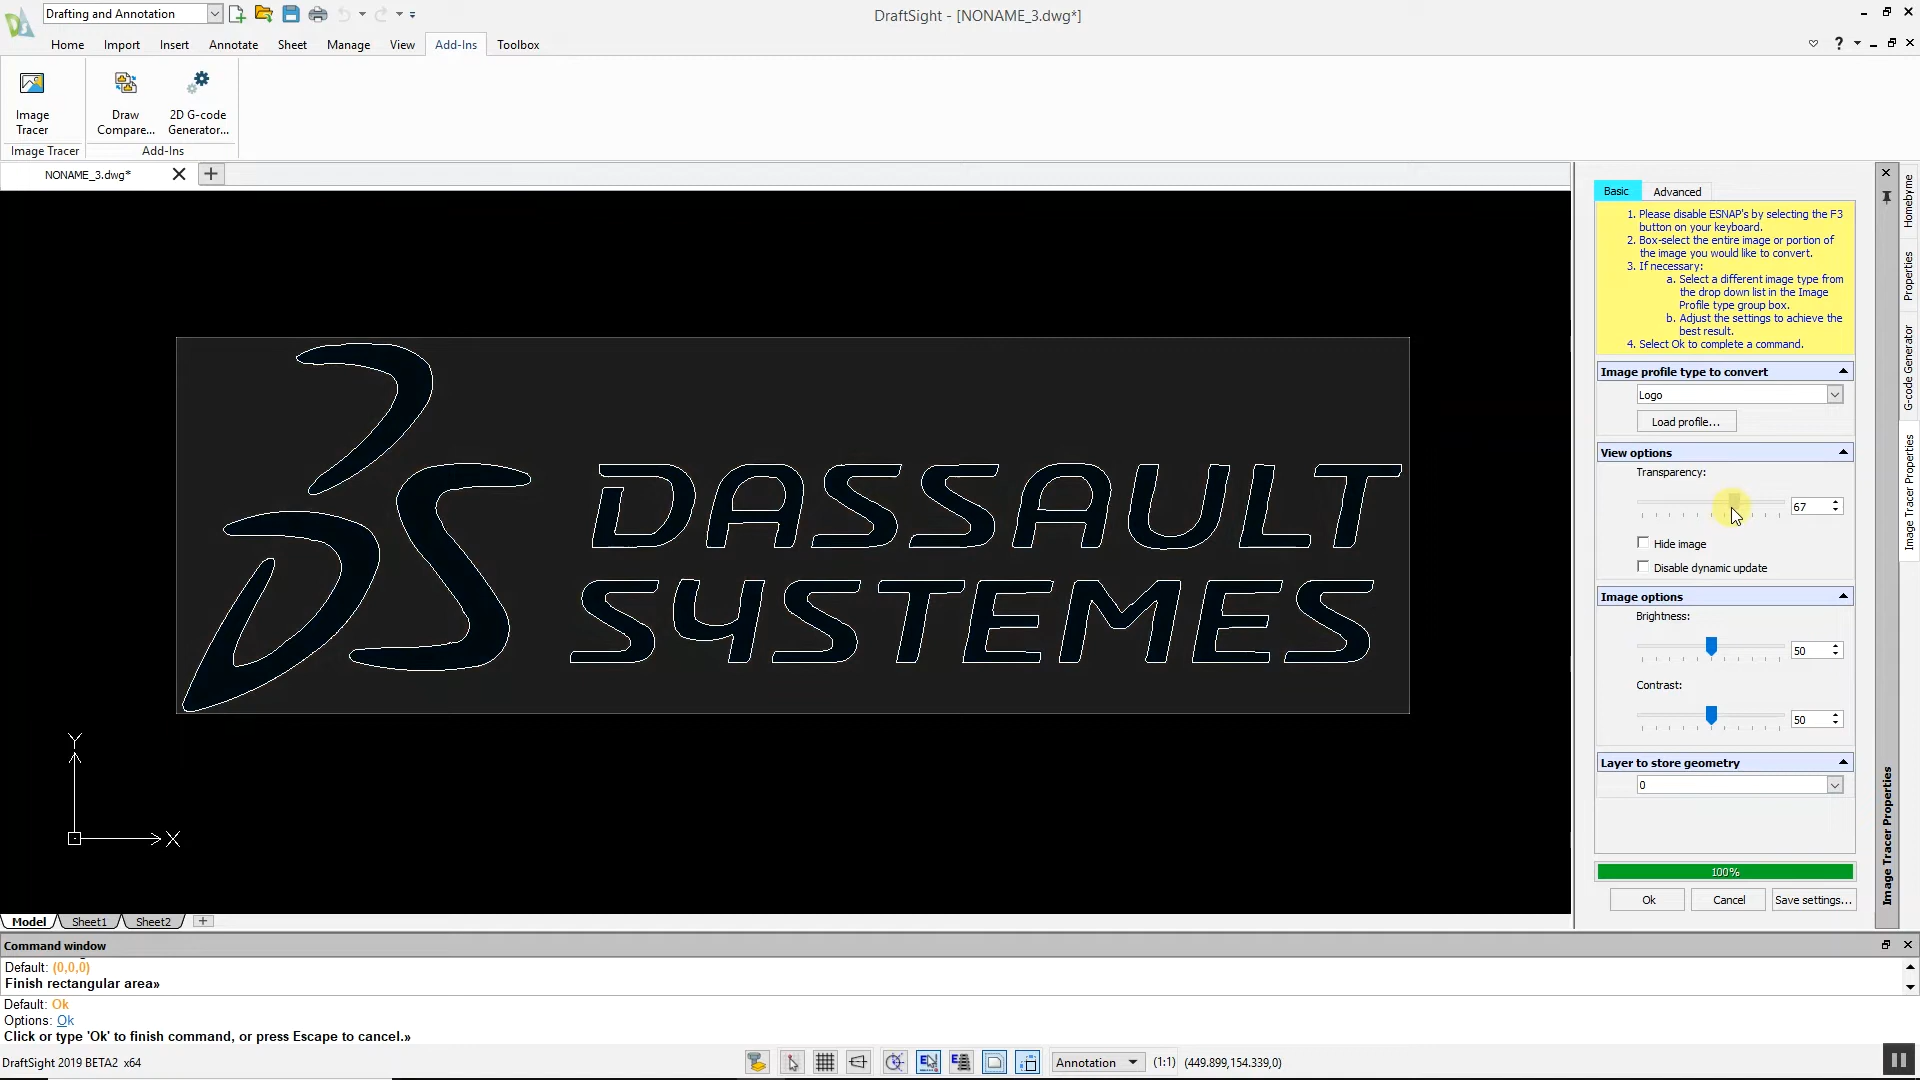 Drafting and Annotation
DraftSight - [NONAME_3.dwg*]
Home Import Insert Annotate Sheet Manage View Add-Ins Toolbox
Image Tracer
Draw Compare...
2D G-code Generator...
Image Tracer
Add-Ins
NONAME_3.dwg*
DASSAULT
SYSTEMES
Y
X
Basic Advanced
1. Please disable ESNAP's by selecting the F3
button on your keyboard.
2. Box-select the entire image or portion of
the image you would like to convert.
3. If necessary:
a. Select a different image type from
the drop down list in the Image
Profile type group box.
b. Adjust the settings to achieve the
best result.
4. Select Ok to complete a command.
Image profile type to convert
Logo
Load profile...
View options
Transparency:
67
Hide image
Disable dynamic update
Image options
Brightness:
50
Contrast:
50
Layer to store geometry
0
100%
Ok Cancel Save settings...
Homebyme
Properties
G-code Generator
Image Tracer Properties
Image Tracer Properties
Model Sheet1 Sheet2
Command window
Default: (0,0,0)
Finish rectangular area»
Default: Ok
Options: Ok
Click or type 'Ok' to finish command, or press Escape to cancel.»
DraftSight 2019 BETA2 x64
Annotation (1:1) (449.899,154.339,0)